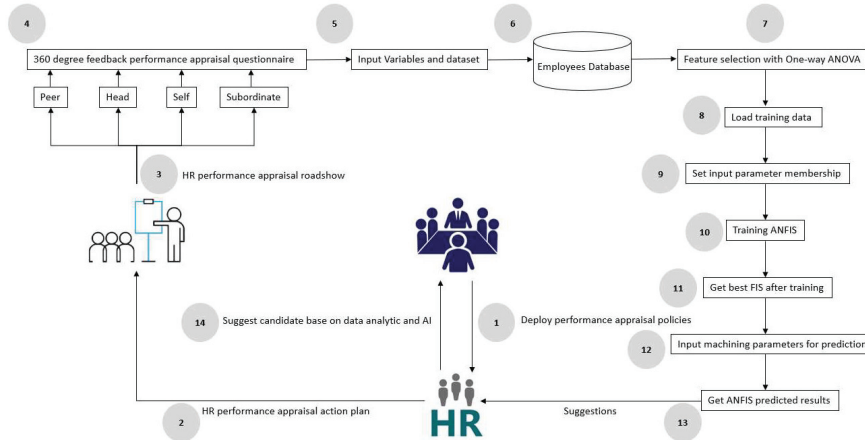 4
5
6
7
360 degree feedback performance appraisal questionnaire
Input Variables and dataset
Employees Database
Feature selection with One-way ANOVA
Peer
Head
Self
Subordinate
8
Load training data
3
HR performance appraisal roadshow
9
Set input parameter membership
10
Training ANFIS
11
Get best FIS after training
14
Suggest candidate base on data analytic and AI
1
Deploy performance appraisal policies
12
Input machining parameters for prediction
HR
2
HR performance appraisal action plan
Suggestions
13
Get ANFIS predicted results